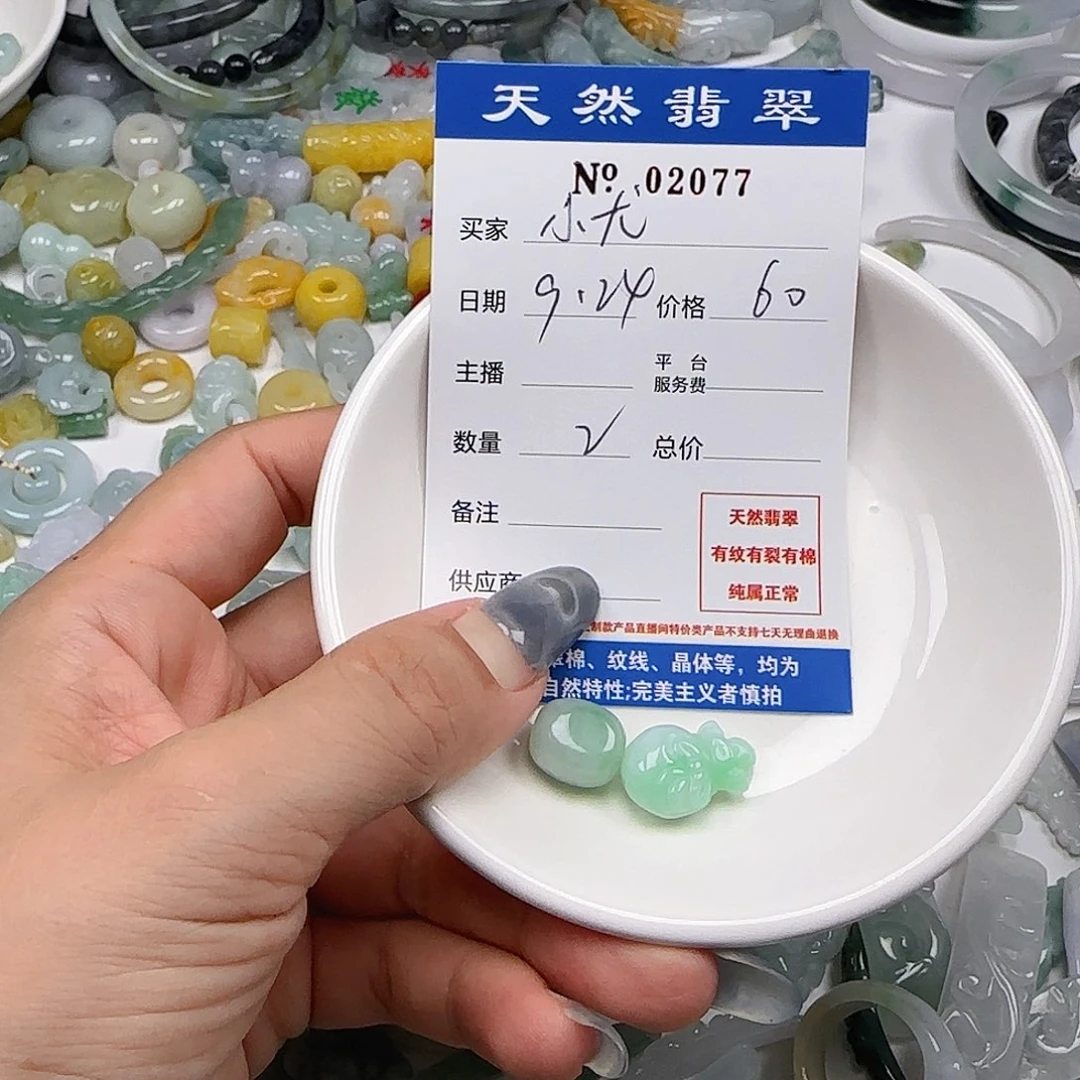 天然翡翠
№ 02077
买家 小尤
日期 9.24 价格 60
主播 平台服务费
数量 2 总价
备注
供应商
天然翡翠
有纹有裂有棉
纯属正常
制款产品直播间特价类产品不支持七天无理由退换
棉、纹线、晶体等，均为
自然特性;完美主义者慎拍